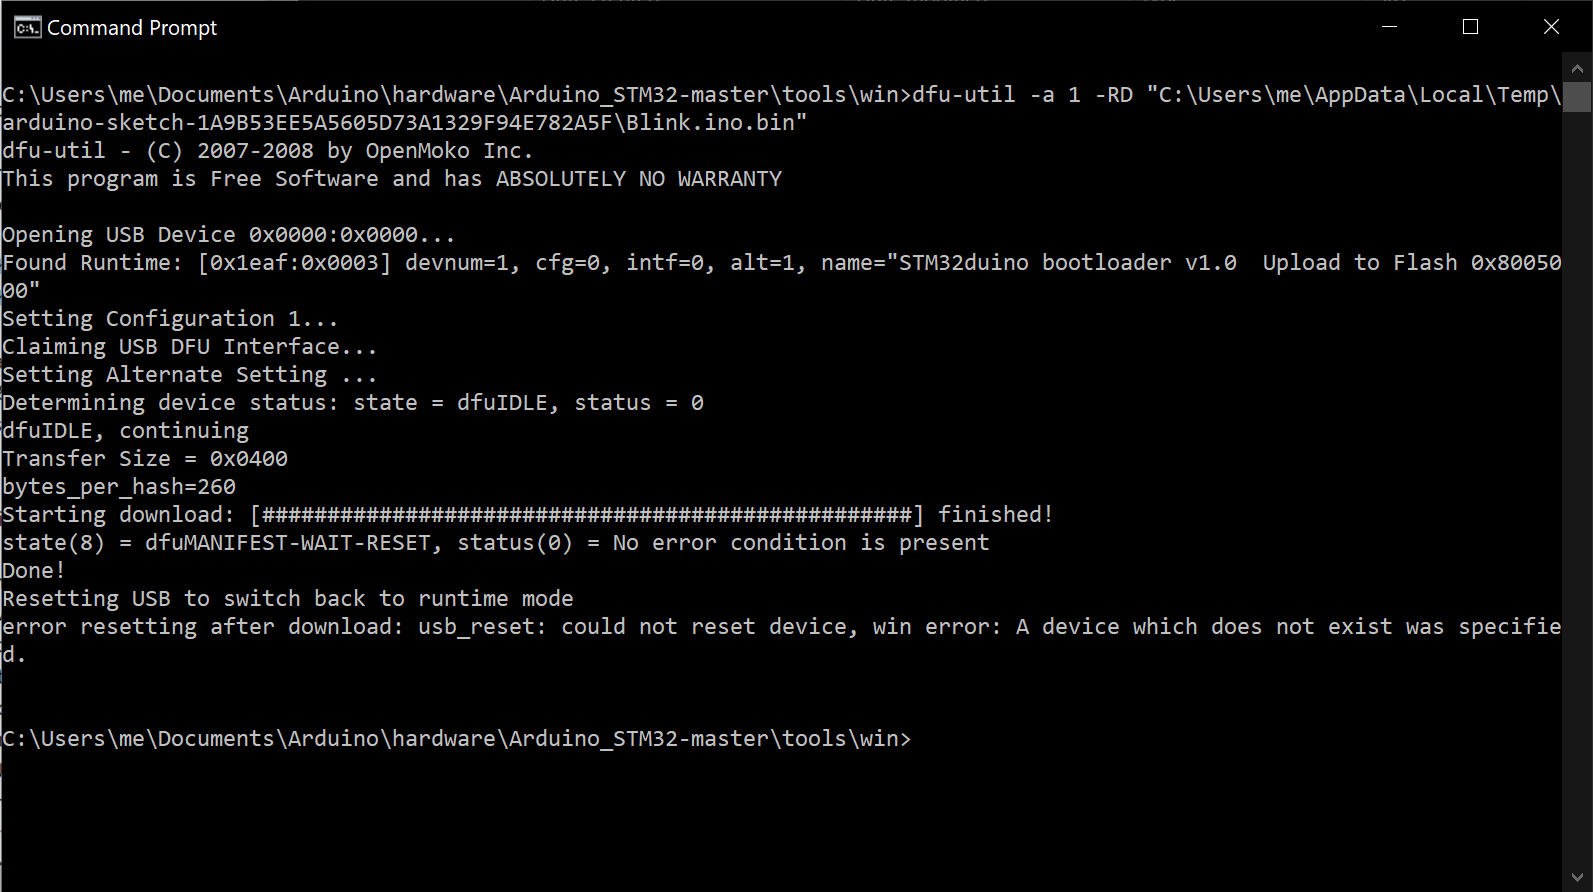 Command Prompt
C:\Users\me\Documents\Arduino\hardware\Arduino_STM32-master\tools\win>dfu-util -a 1 -RD "C:\Users\me\AppData\Local\Temp\
arduino-sketch-1A9B53EE5A5605D73A1329F94E782A5F\Blink.ino.bin"
dfu-util - (C) 2007-2008 by OpenMoko Inc.
This program is Free Software and has ABSOLUTELY NO WARRANTY
Opening USB Device 0x0000:0x0000...
Found Runtime: [0x1eaf:0x0003] devnum=1, cfg=0, intf=0, alt=1, name="STM32duino bootloader v1.0  Upload to Flash 0x80050
00"
Setting Configuration 1...
Claiming USB DFU Interface...
Setting Alternate Setting ...
Determining device status: state = dfuIDLE, status = 0
dfuIDLE, continuing
Transfer Size = 0x0400
bytes_per_hash=260
Starting download: [##################################################] finished!
state(8) = dfuMANIFEST-WAIT-RESET, status(0) = No error condition is present
Done!
Resetting USB to switch back to runtime mode
error resetting after download: usb_reset: could not reset device, win error: A device which does not exist was specifie
d.
C:\Users\me\Documents\Arduino\hardware\Arduino_STM32-master\tools\win>